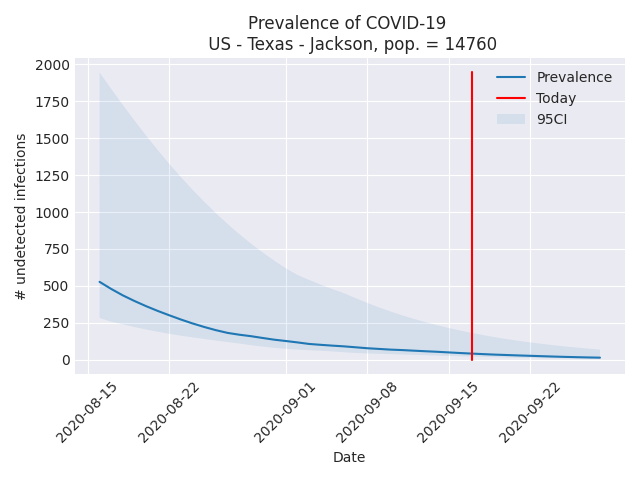 Prevalence of COVID-19
US - Texas - Jackson, pop. = 14760
2000
1750
1500
1250
1000
750
500
250
0
# undetected infections
Prevalence
Today
95CI
2020-08-15
2020-08-22
2020-09-01
2020-09-08
2020-09-15
2020-09-22
Date